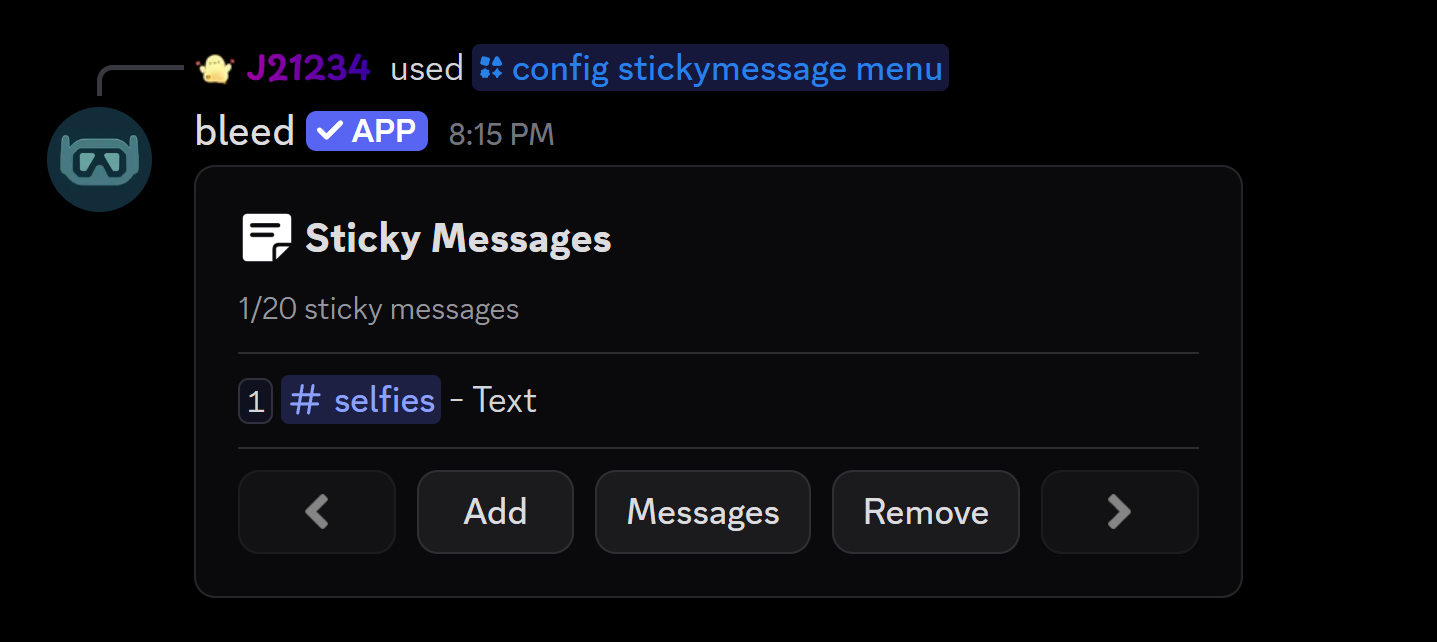 J21234 used config stickymessage menu
bleed APP 8:15 PM
Sticky Messages
1/20 sticky messages
1 # selfies - Text
Add Messages Remove